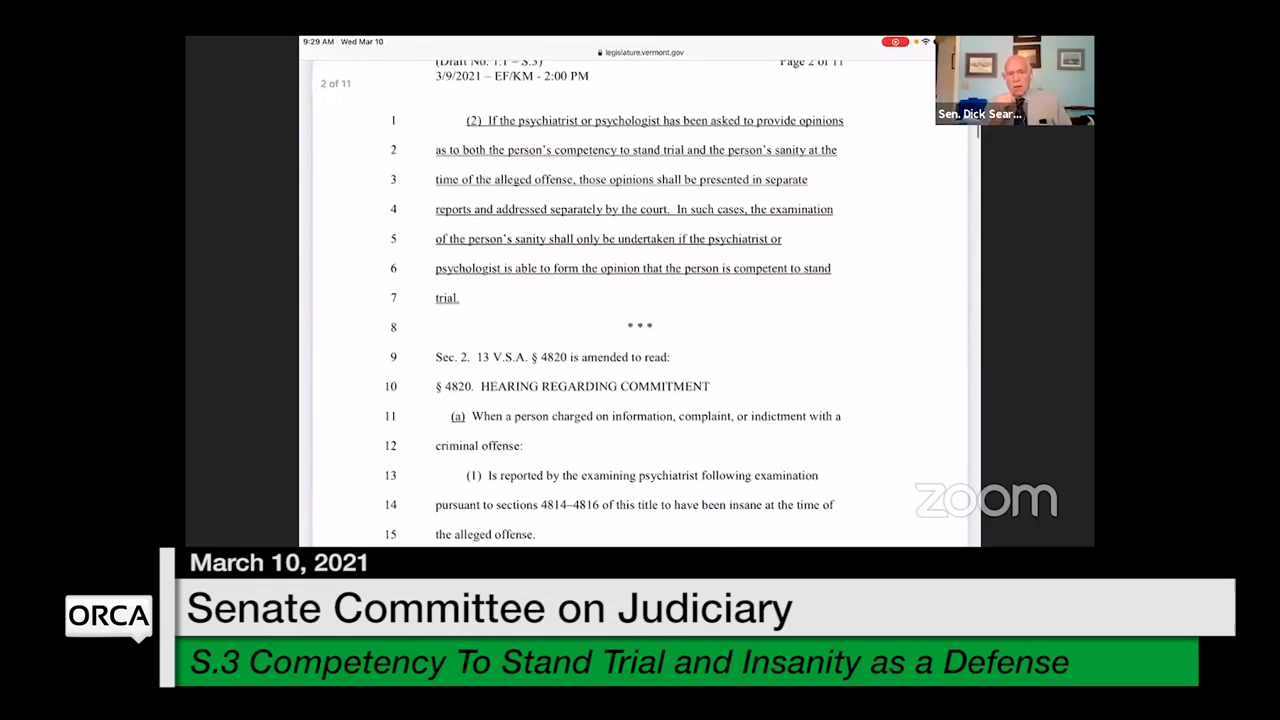 9:29 AM Wed Mar 10
legislature.vermont.gov
(Draft No. 1.1 – S.3) Page 2 of 11
3/9/2021 – EF/KM - 2:00 PM
2 of 11
1 (2) If the psychiatrist or psychologist has been asked to provide opinions
2 as to both the person's competency to stand trial and the person's sanity at the
3 time of the alleged offense, those opinions shall be presented in separate
4 reports and addressed separately by the court. In such cases, the examination
5 of the person's sanity shall only be undertaken if the psychiatrist or
6 psychologist is able to form the opinion that the person is competent to stand
7 trial.
8 * * *
9 Sec. 2. 13 V.S.A. § 4820 is amended to read:
10 § 4820. HEARING REGARDING COMMITMENT
11 (a) When a person charged on information, complaint, or indictment with a
12 criminal offense:
13 (1) Is reported by the examining psychiatrist following examination
14 pursuant to sections 4814–4816 of this title to have been insane at the time of
15 the alleged offense.
Sen. Dick Sear...
zoom
March 10, 2021
ORCA
Senate Committee on Judiciary
S.3 Competency To Stand Trial and Insanity as a Defense